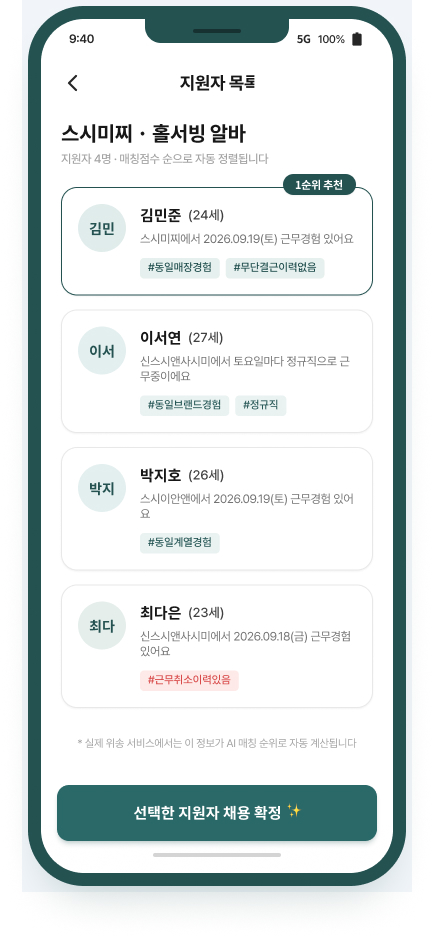 9:40
5G 100%
지원자 목록
스시미찌 · 홀서빙 알바
지원자 4명 · 매칭점수 순으로 자동 정렬됩니다
1순위 추천
김민
김민준 (24세)
스시미찌에서 2026.09.19(토) 근무경험 있어요
#동일매장경험 #무단결근이력없음
이서
이서연 (27세)
신스시앤사시미에서 토요일마다 정규직으로 근
무중이에요
#동일브랜드경험 #정규직
박지
박지호 (26세)
스시이안앤에서 2026.09.19(토) 근무경험 있어
요
#동일계열경험
최다
최다은 (23세)
신스시앤사시미에서 2026.09.18(금) 근무경험
있어요
#근무취소이력있음
* 실제 위송 서비스에서는 이 정보가 AI 매칭 순위로 자동 계산됩니다
선택한 지원자 채용 확정 ✨